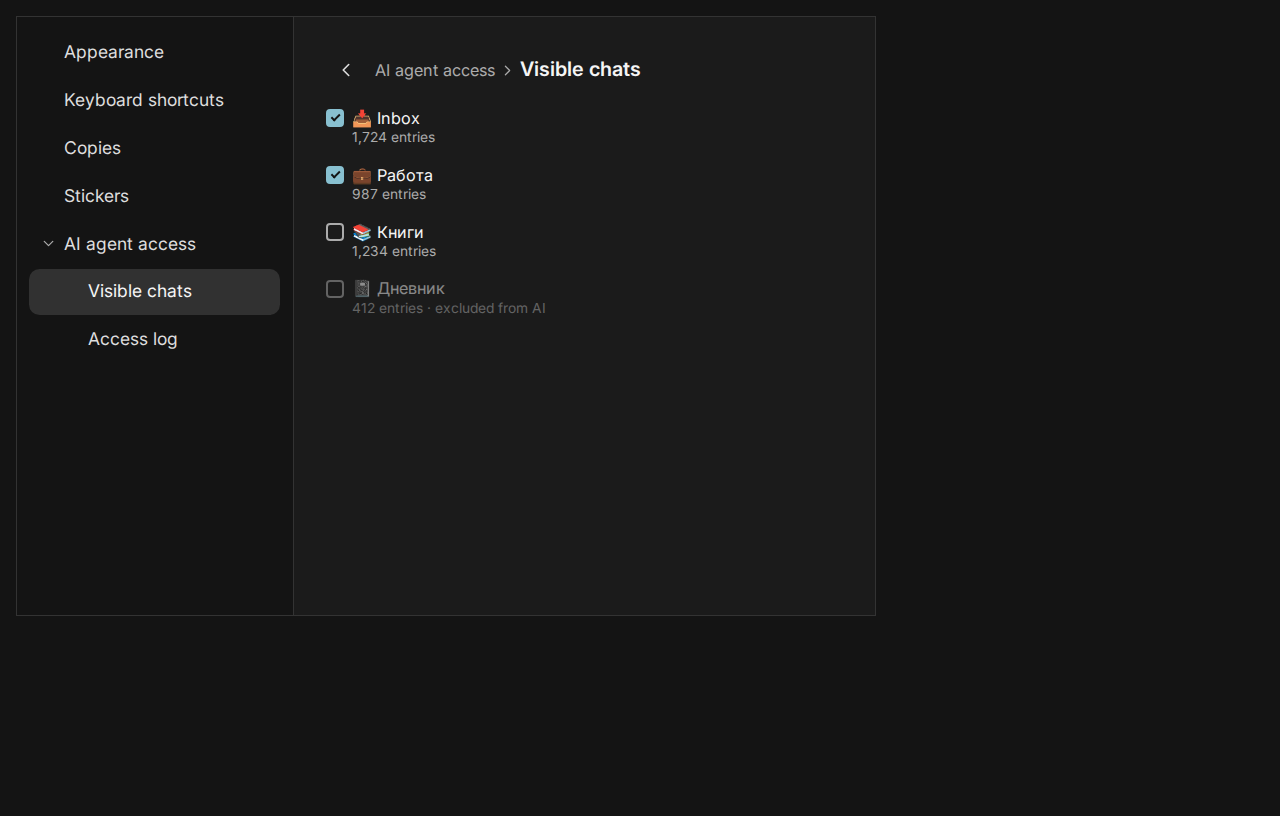 Appearance
Keyboard shortcuts
Copies
Stickers
AI agent access
Visible chats
Access log
AI agent access > Visible chats
📥 Inbox
1,724 entries
💼 Работа
987 entries
📚 Книги
1,234 entries
📓 Дневник
412 entries · excluded from AI